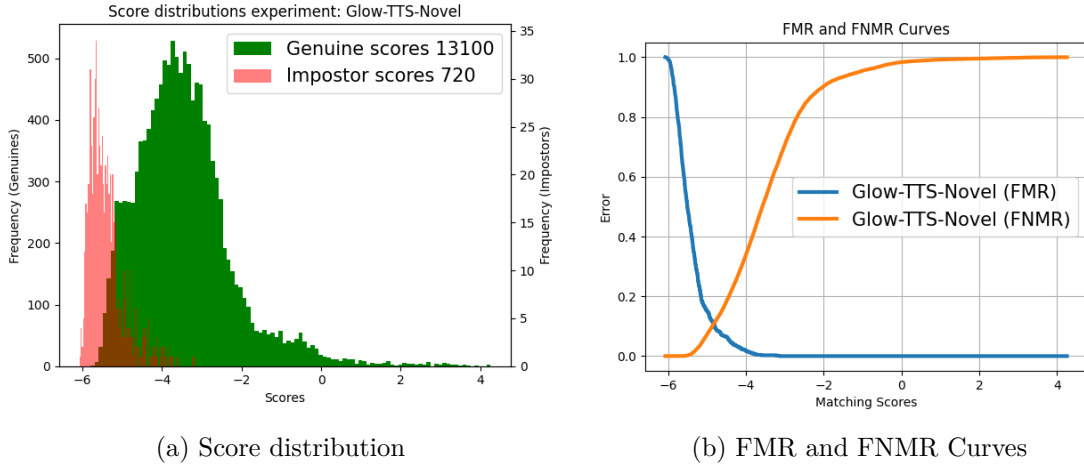 Score distributions experiment: Glow-TTS-Novel
Genuine scores 13100
Impostor scores 720
Frequency (Genuines)
500
400
300
200
100
0
35
30
25
20
15
10
5
0
Frequency (Impostors)
−6 −4 −2 0 2 4
Scores
(a) Score distribution
FMR and FNMR Curves
Glow-TTS-Novel (FMR)
Glow-TTS-Novel (FNMR)
Error
1.0
0.8
0.6
0.4
0.2
0.0
−6 −4 −2 0 2 4
Matching Scores
(b) FMR and FNMR Curves